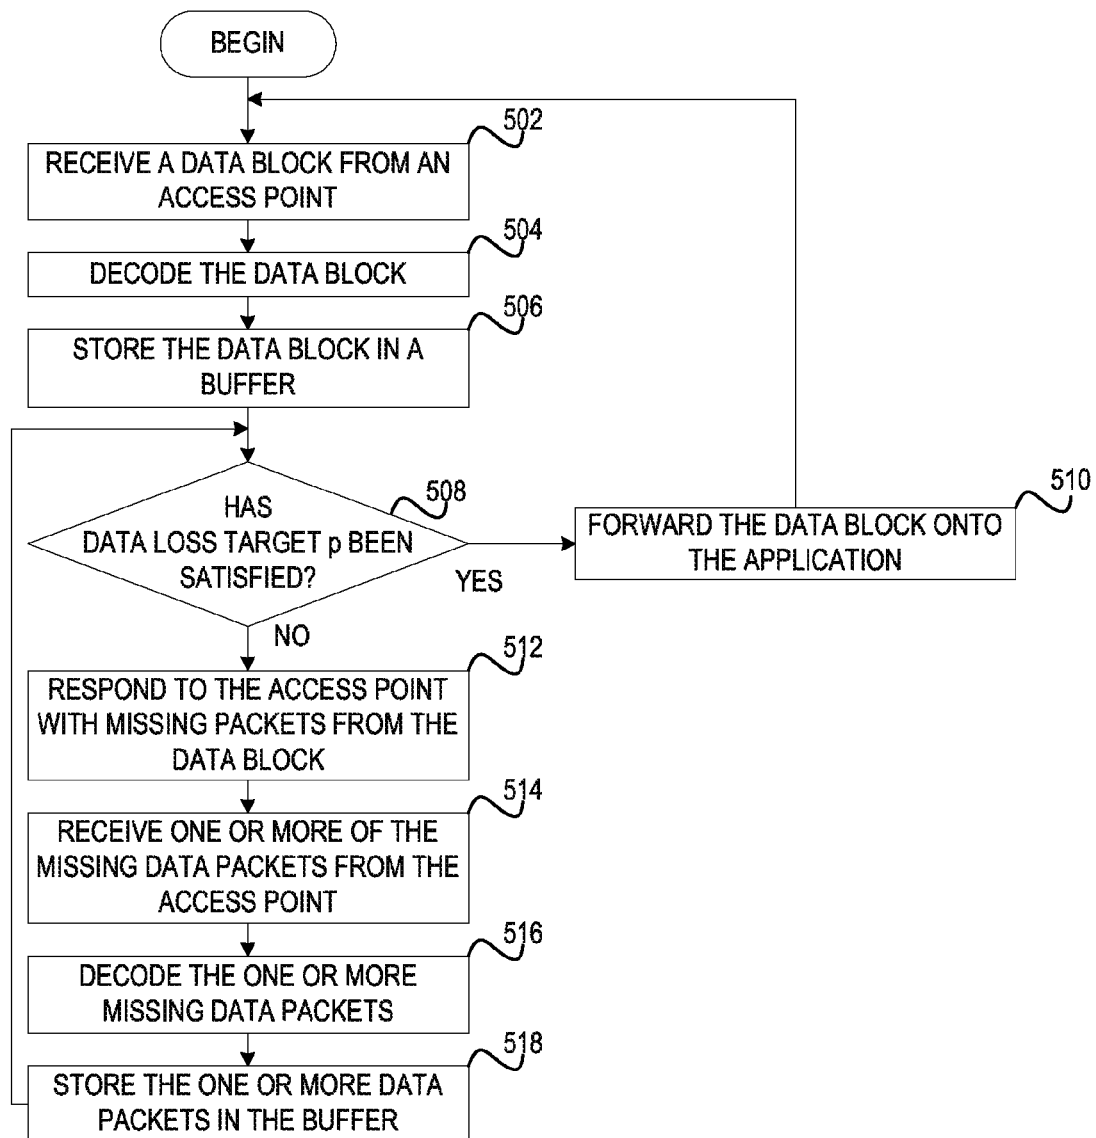 BEGIN
502
RECEIVE A DATA BLOCK FROM AN
ACCESS POINT
504
DECODE THE DATA BLOCK
506
STORE THE DATA BLOCK IN A
BUFFER
508
HAS
DATA LOSS TARGET p BEEN
SATISFIED?
YES
510
FORWARD THE DATA BLOCK ONTO
THE APPLICATION
NO
512
RESPOND TO THE ACCESS POINT
WITH MISSING PACKETS FROM THE
DATA BLOCK
514
RECEIVE ONE OR MORE OF THE
MISSING DATA PACKETS FROM THE
ACCESS POINT
516
DECODE THE ONE OR MORE
MISSING DATA PACKETS
518
STORE THE ONE OR MORE DATA
PACKETS IN THE BUFFER